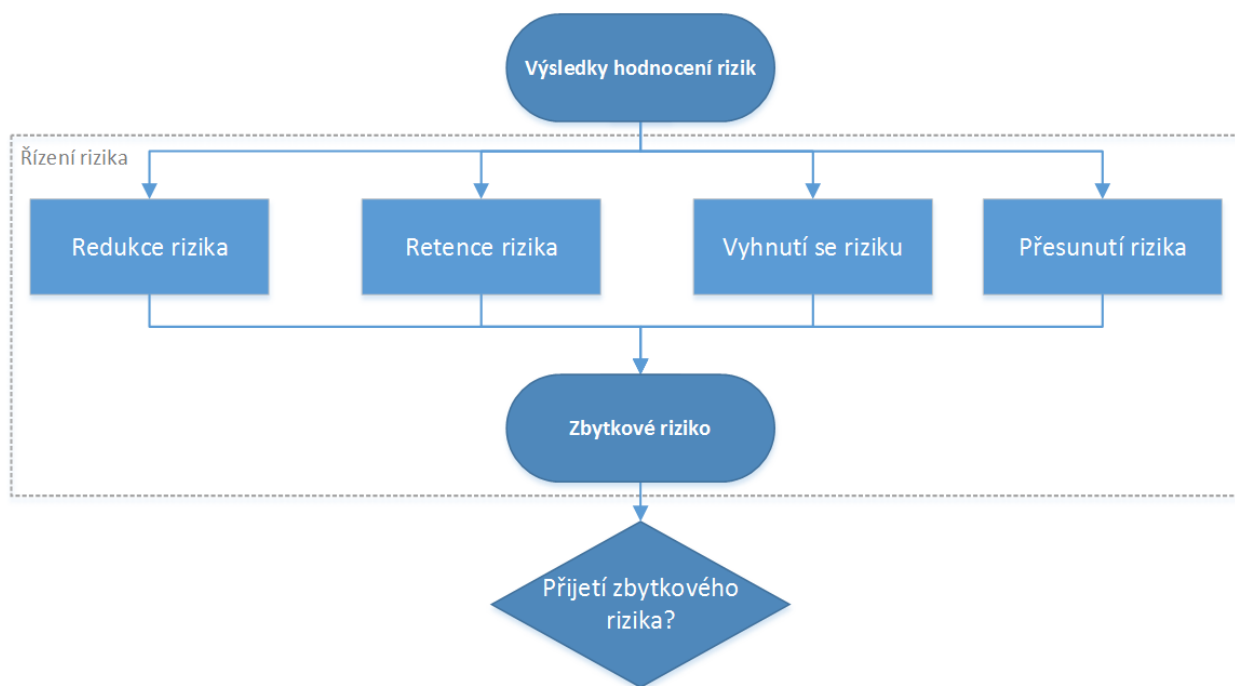 Výsledky hodnocení rizik
Řízení rizika
Redukce rizika
Retence rizika
Vyhnutí se riziku
Přesunutí rizika
Zbytkové riziko
Přijetí zbytkového
rizika?